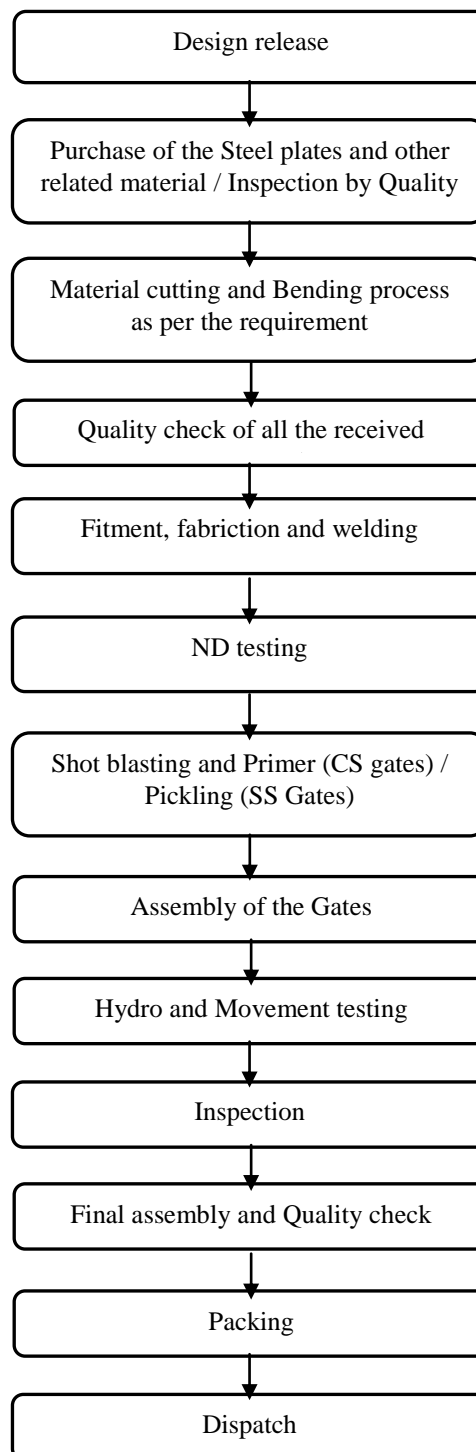 Design release
Purchase of the Steel plates and other
related material / Inspection by Quality
Material cutting and Bending process
as per the requirement
Quality check of all the received
Fitment, fabriction and welding
ND testing
Shot blasting and Primer (CS gates) /
Pickling (SS Gates)
Assembly of the Gates
Hydro and Movement testing
Inspection
Final assembly and Quality check
Packing
Dispatch